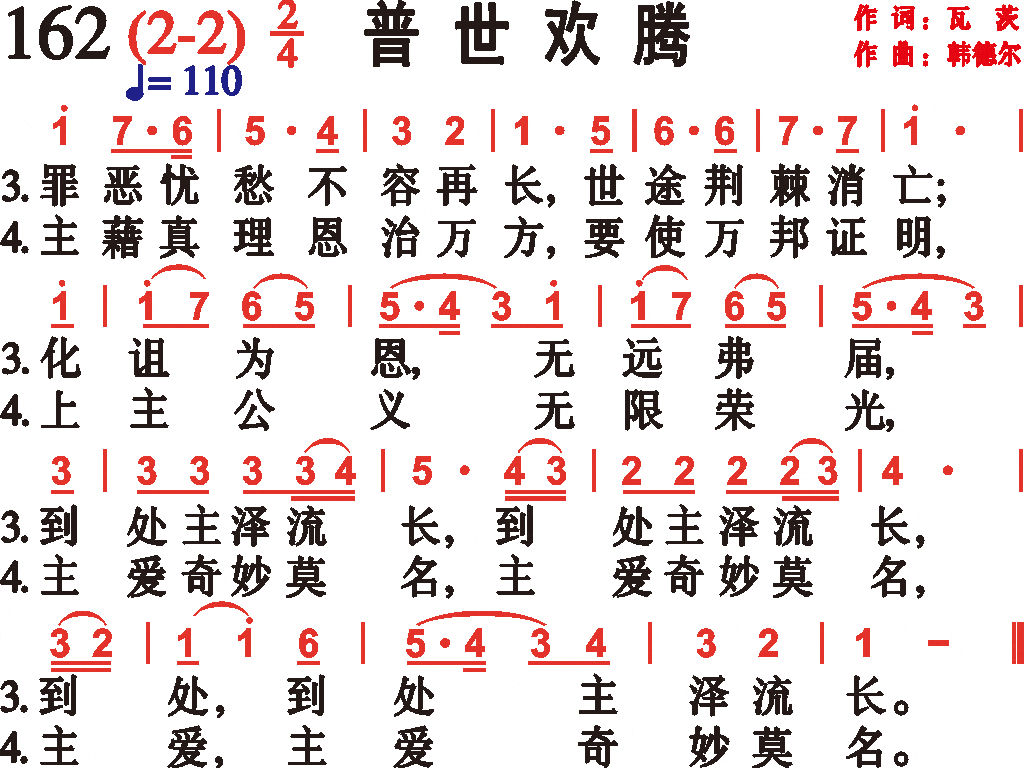 162 (2-2) 2/4 普世欢腾 作词：瓦 茨
♩= 110 作曲：韩德尔
i 7·6 | 5·4 | 3 2 | 1·5 | 6·6 | 7·7 | i· |
3. 罪恶忧愁不容再长，世途荆棘消亡；
4. 主藉真理恩治万方，要使万邦证明，
i | i 7 6 5 | 5·4 3 i | i 7 6 5 | 5·4 3 |
3. 化诅为恩，无远弗届，
4. 上主公义无限荣光，
3 | 3 3 3 3 4 | 5· 4 3 | 2 2 2 2 3 | 4· |
3. 到处主泽流长，到处主泽流长，
4. 主爱奇妙莫名，主爱奇妙莫名，
3 2 | 1 i 6 | 5·4 3 4 | 3 2 | 1 – ‖
3. 到处，到处主泽流长。
4. 主爱，主爱奇妙莫名。